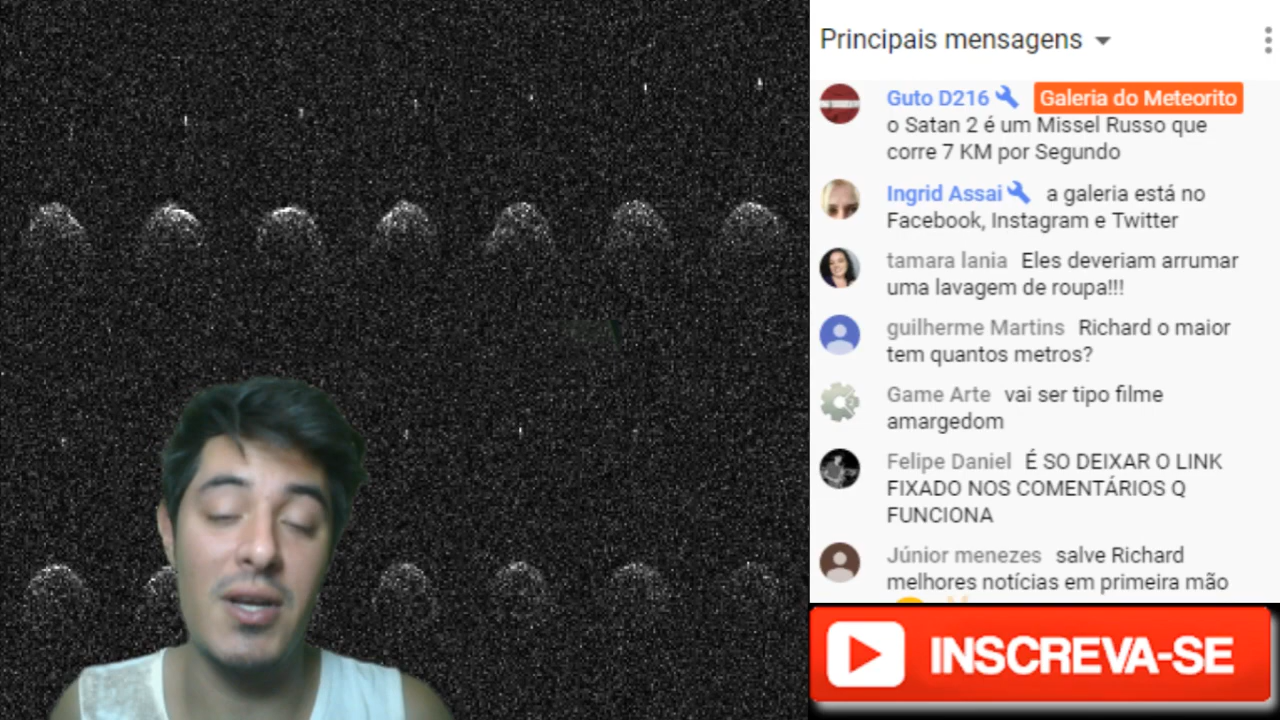 Principais mensagens
Guto D216 Galeria do Meteorito
o Satan 2 é um Missel Russo que
corre 7 KM por Segundo
Ingrid Assai a galeria está no
Facebook, Instagram e Twitter
tamara lania Eles deveriam arrumar
uma lavagem de roupa!!!
guilherme Martins Richard o maior
tem quantos metros?
Game Arte vai ser tipo filme
amargedom
Felipe Daniel É SO DEIXAR O LINK
FIXADO NOS COMENTÁRIOS Q
FUNCIONA
Júnior menezes salve Richard
melhores notícias em primeira mão
INSCREVA-SE